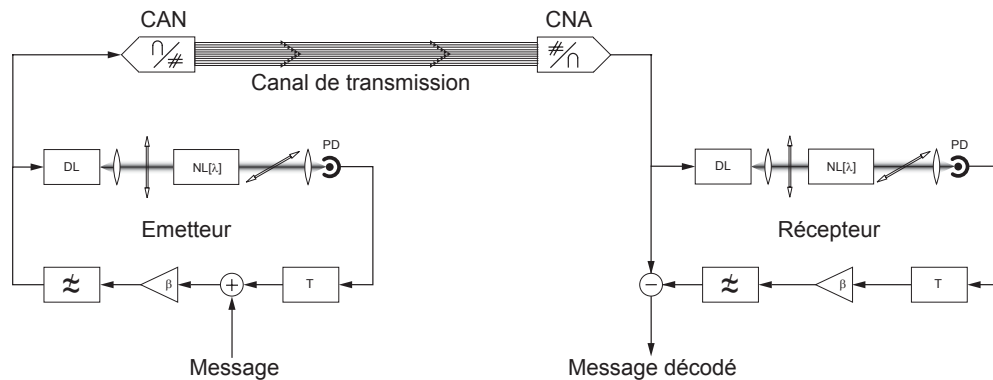 CAN
CNA
∩/#
#/∩
Canal de transmission
DL
NL[λ]
PD
DL
NL[λ]
PD
Emetteur
Récepteur
β
+
T
−
β
T
Message
Message décodé